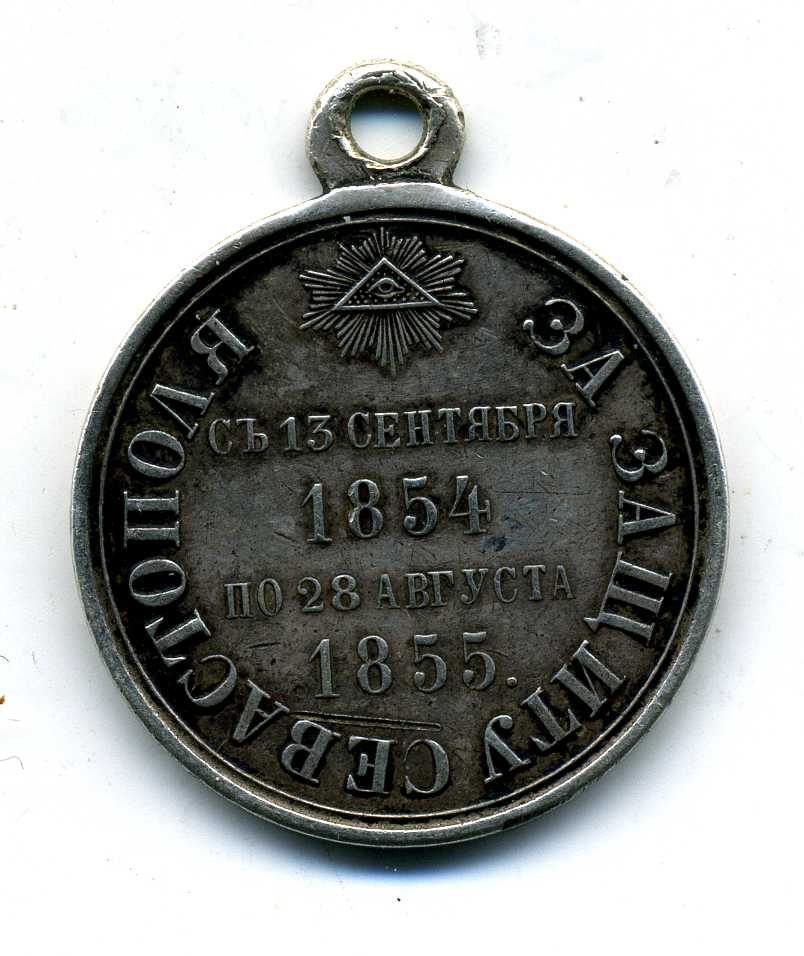 ЗА ЗАЩИТУ СЕВАСТОПОЛЯ
СЪ 13 СЕНТЯБРЯ
1854
ПО 28 АВГУСТА
1855.